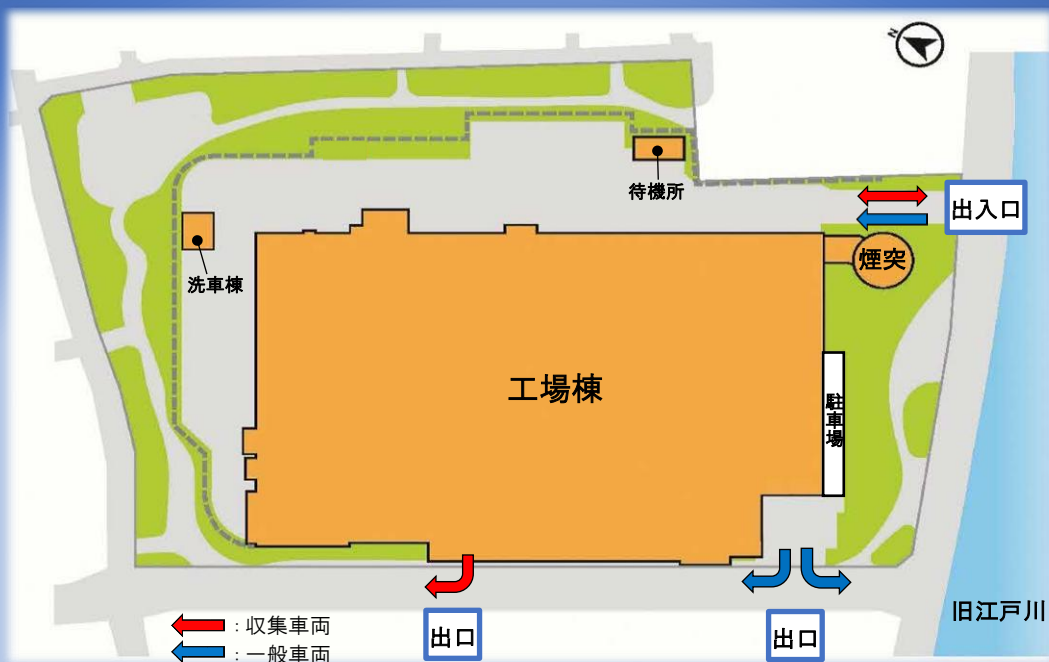 N
待機所
出入口
洗車棟
煙突
工場棟
駐車場
旧江戸川
：収集車両
：一般車両
出口
出口